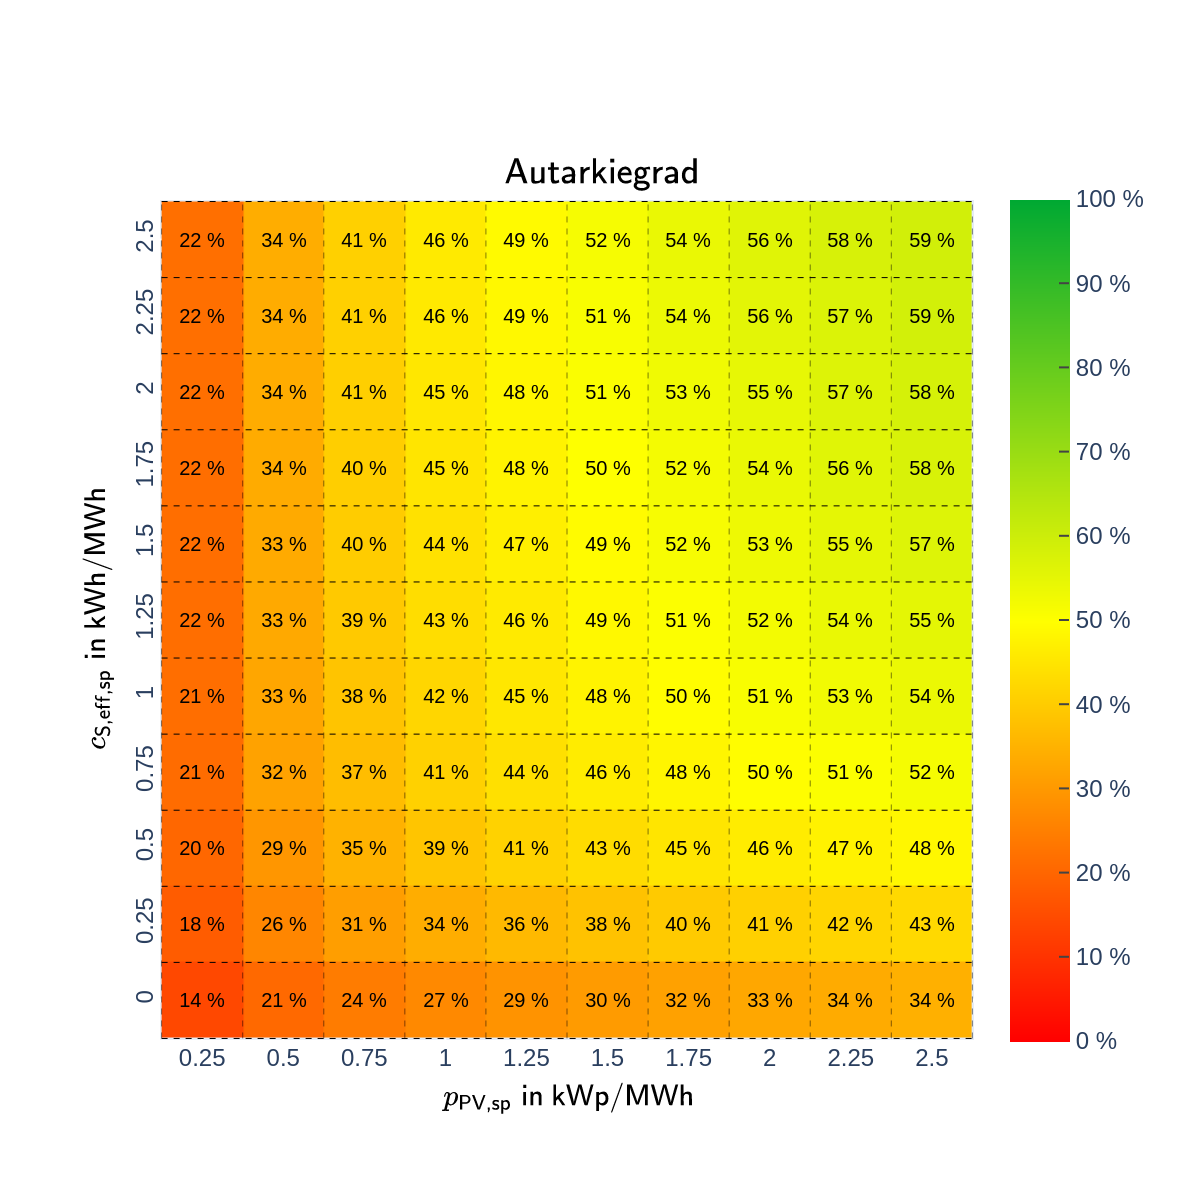 Autarkiegrad
c_S,eff,sp in kWh/MWh
2.5 22 % 34 % 41 % 46 % 49 % 52 % 54 % 56 % 58 % 59 %
2.25 22 % 34 % 41 % 46 % 49 % 51 % 54 % 56 % 57 % 59 %
2 22 % 34 % 41 % 45 % 48 % 51 % 53 % 55 % 57 % 58 %
1.75 22 % 34 % 40 % 45 % 48 % 50 % 52 % 54 % 56 % 58 %
1.5 22 % 33 % 40 % 44 % 47 % 49 % 52 % 53 % 55 % 57 %
1.25 22 % 33 % 39 % 43 % 46 % 49 % 51 % 52 % 54 % 55 %
1 21 % 33 % 38 % 42 % 45 % 48 % 50 % 51 % 53 % 54 %
0.75 21 % 32 % 37 % 41 % 44 % 46 % 48 % 50 % 51 % 52 %
0.5 20 % 29 % 35 % 39 % 41 % 43 % 45 % 46 % 47 % 48 %
0.25 18 % 26 % 31 % 34 % 36 % 38 % 40 % 41 % 42 % 43 %
0 14 % 21 % 24 % 27 % 29 % 30 % 32 % 33 % 34 % 34 %
0.25 0.5 0.75 1 1.25 1.5 1.75 2 2.25 2.5
p_PV,sp in kWp/MWh
100 %
90 %
80 %
70 %
60 %
50 %
40 %
30 %
20 %
10 %
0 %